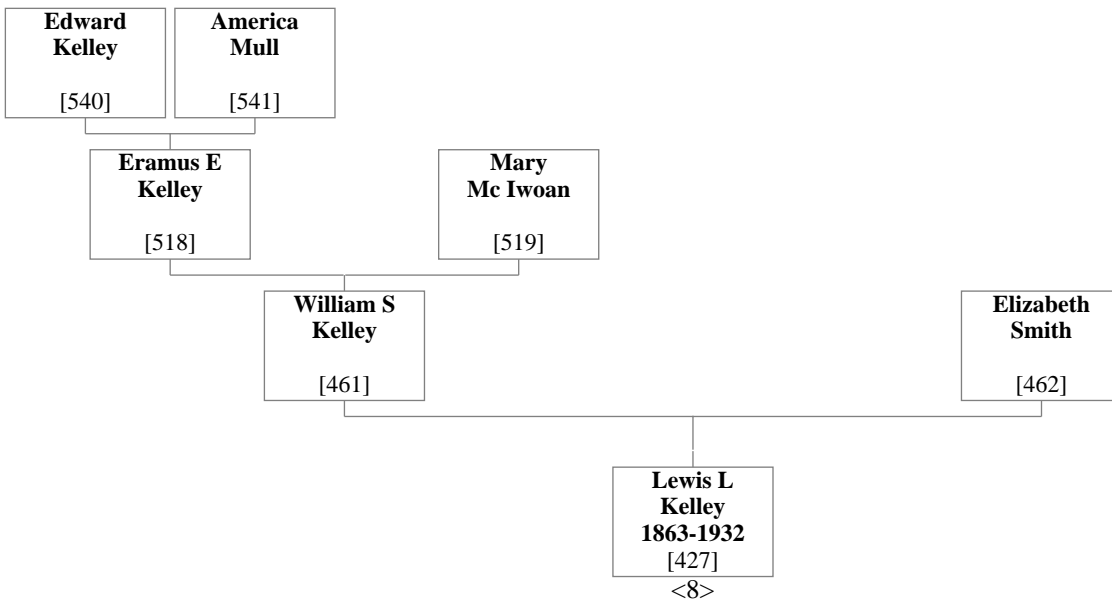 Edward
Kelley
[540]
America
Mull
[541]
Eramus E
Kelley
[518]
Mary
Mc Iwoan
[519]
William S
Kelley
[461]
Elizabeth
Smith
[462]
Lewis L
Kelley
1863-1932
[427]
<8>